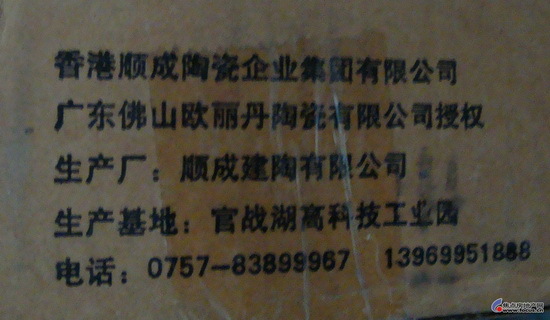 香港顺成陶瓷企业集团有限公司
广东佛山欧丽丹陶瓷有限公司授权
生产厂：顺成建陶有限公司
生产基地：官战湖高科技工业园
电话：0757-83899967 13969951888